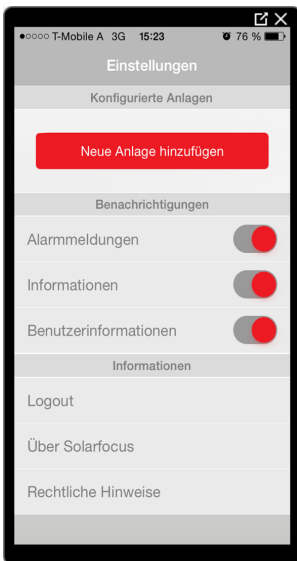 ●○○○○ T-Mobile A 3G 15:23 76 %
Einstellungen
Konfigurierte Anlagen
Neue Anlage hinzufügen
Benachrichtigungen
Alarmmeldungen
Informationen
Benutzerinformationen
Informationen
Logout
Über Solarfocus
Rechtliche Hinweise